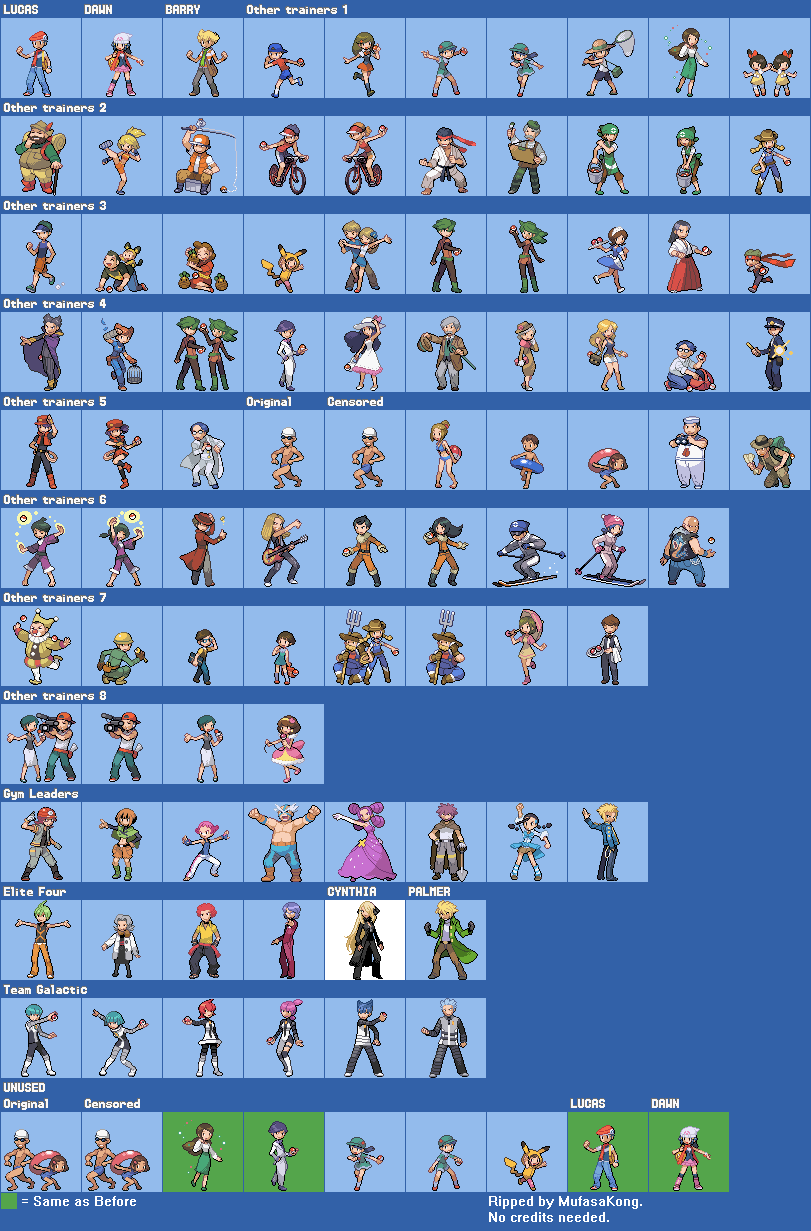 LUCAS DAWN BARRY Other trainers 1
Other trainers 2
Other trainers 3
Other trainers 4
Other trainers 5 Original Censored
Other trainers 6
Other trainers 7
Other trainers 8
Gym Leaders
Elite Four CYNTHIA PALMER
Team Galactic
UNUSED
Original Censored LUCAS DAWN
= Same as Before
Ripped by MufasaKong.
No credits needed.